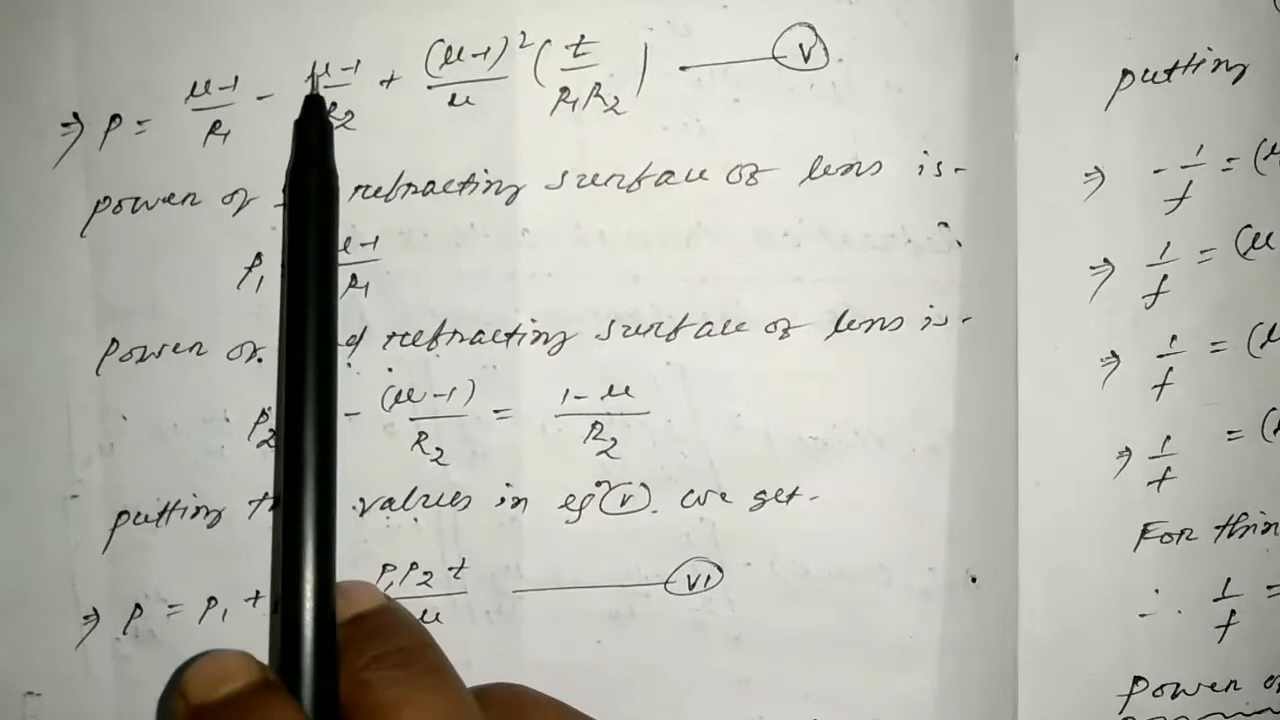 ⇒ P = μ-1/R₁ - μ-1/R₂ + (μ-1)²/μ (t/R₁R₂) — (V)
power of refracting surface of lens is-
P₁ μ-1/R₁
power of refracting surface of lens is-
P₂ - (μ-1)/R₂ = 1-μ/R₂
putting values in eqⁿ (V). we get-
⇒ P = P₁ + P₁P₂t/μ — (VI)
putting
⇒ -1/f = (μ
⇒ 1/f = (μ
⇒ 1/f = (μ
⇒ 1/f = (
For thin
∴ 1/f =
Power of